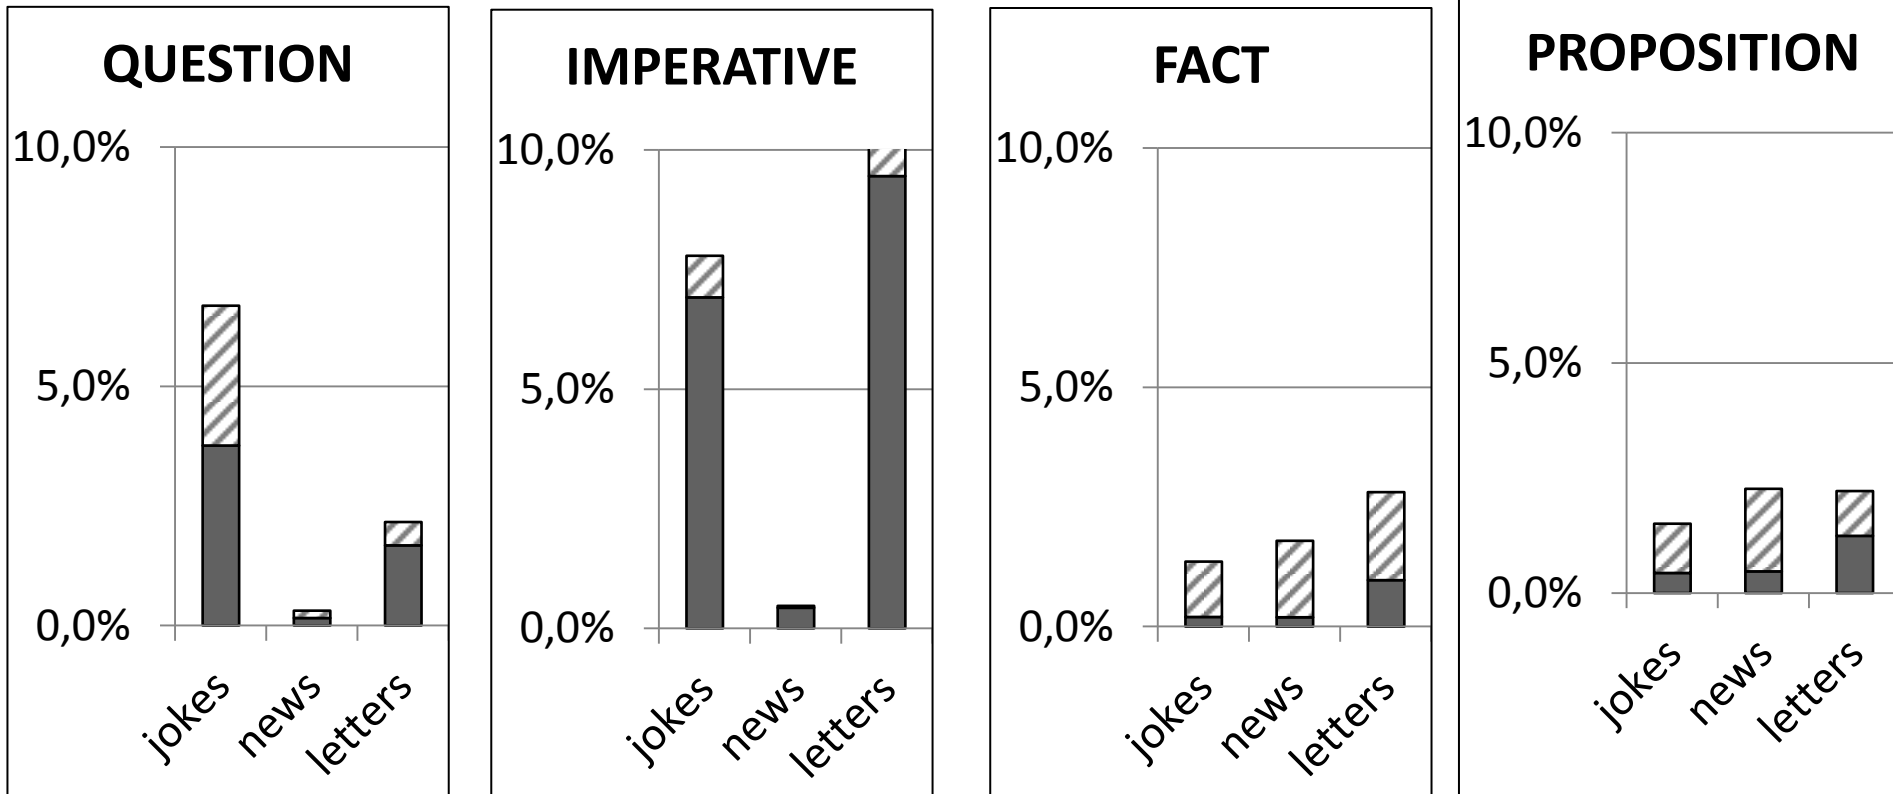 QUESTION
10,0%
5,0%
0,0%
jokes
news
letters
IMPERATIVE
10,0%
5,0%
0,0%
jokes
news
letters
FACT
10,0%
5,0%
0,0%
jokes
news
letters
PROPOSITION
10,0%
5,0%
0,0%
jokes
news
letters